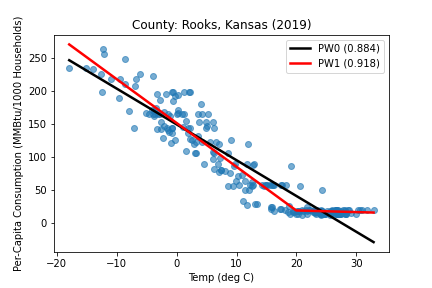 County: Rooks, Kansas (2019)
Per-Capita Consumption (MMBtu/1000 Households)
250
200
150
100
50
0
PW0 (0.884)
PW1 (0.918)
−20
−10
0
10
20
30
Temp (deg C)